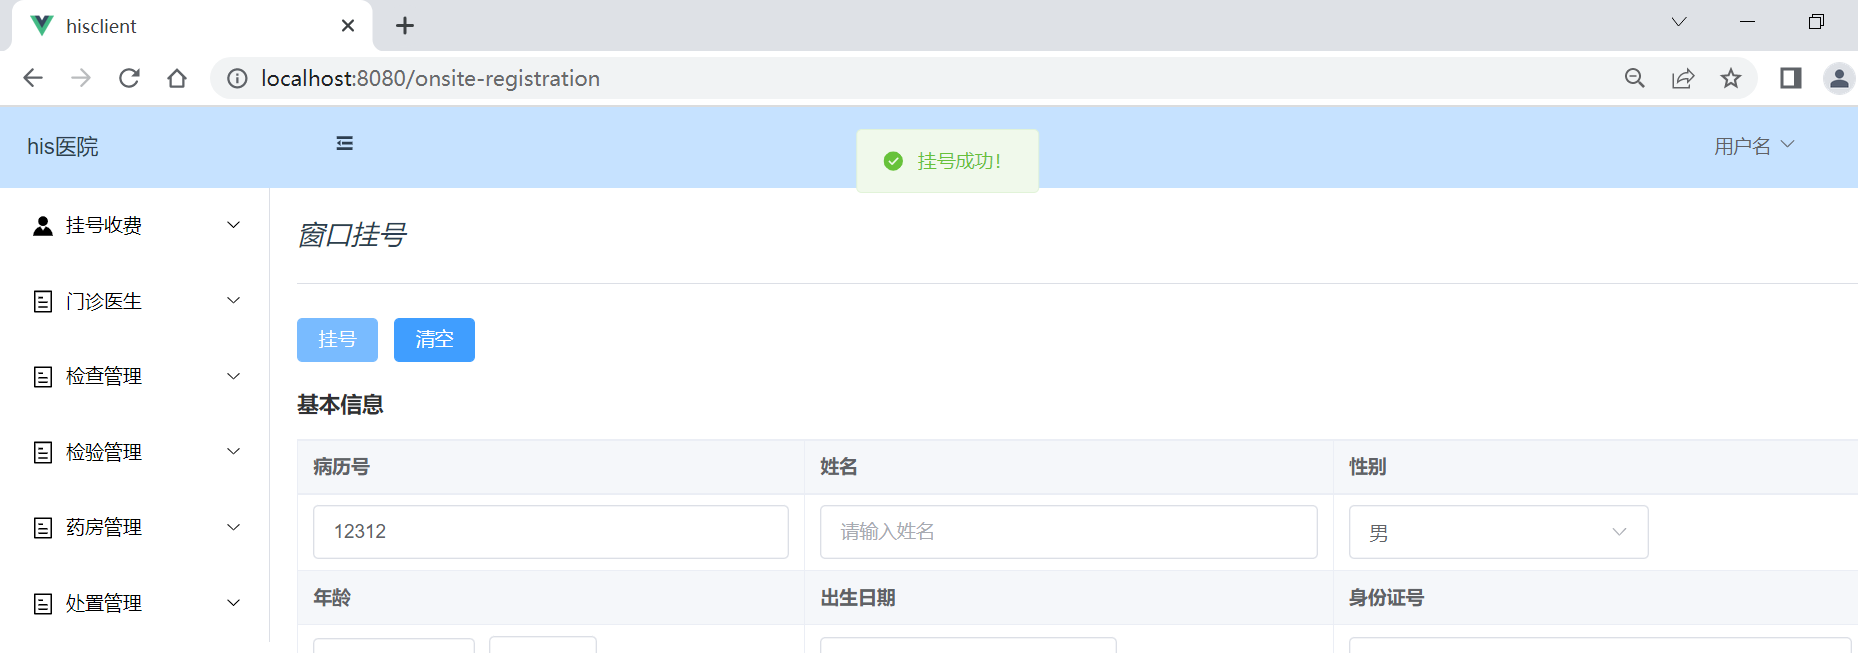 hisclient
localhost:8080/onsite-registration
his医院
挂号成功!
用户名
挂号收费
门诊医生
检查管理
检验管理
药房管理
处置管理
窗口挂号
挂号 清空
基本信息
病历号 姓名 性别
12312 请输入姓名 男
年龄 出生日期 身份证号